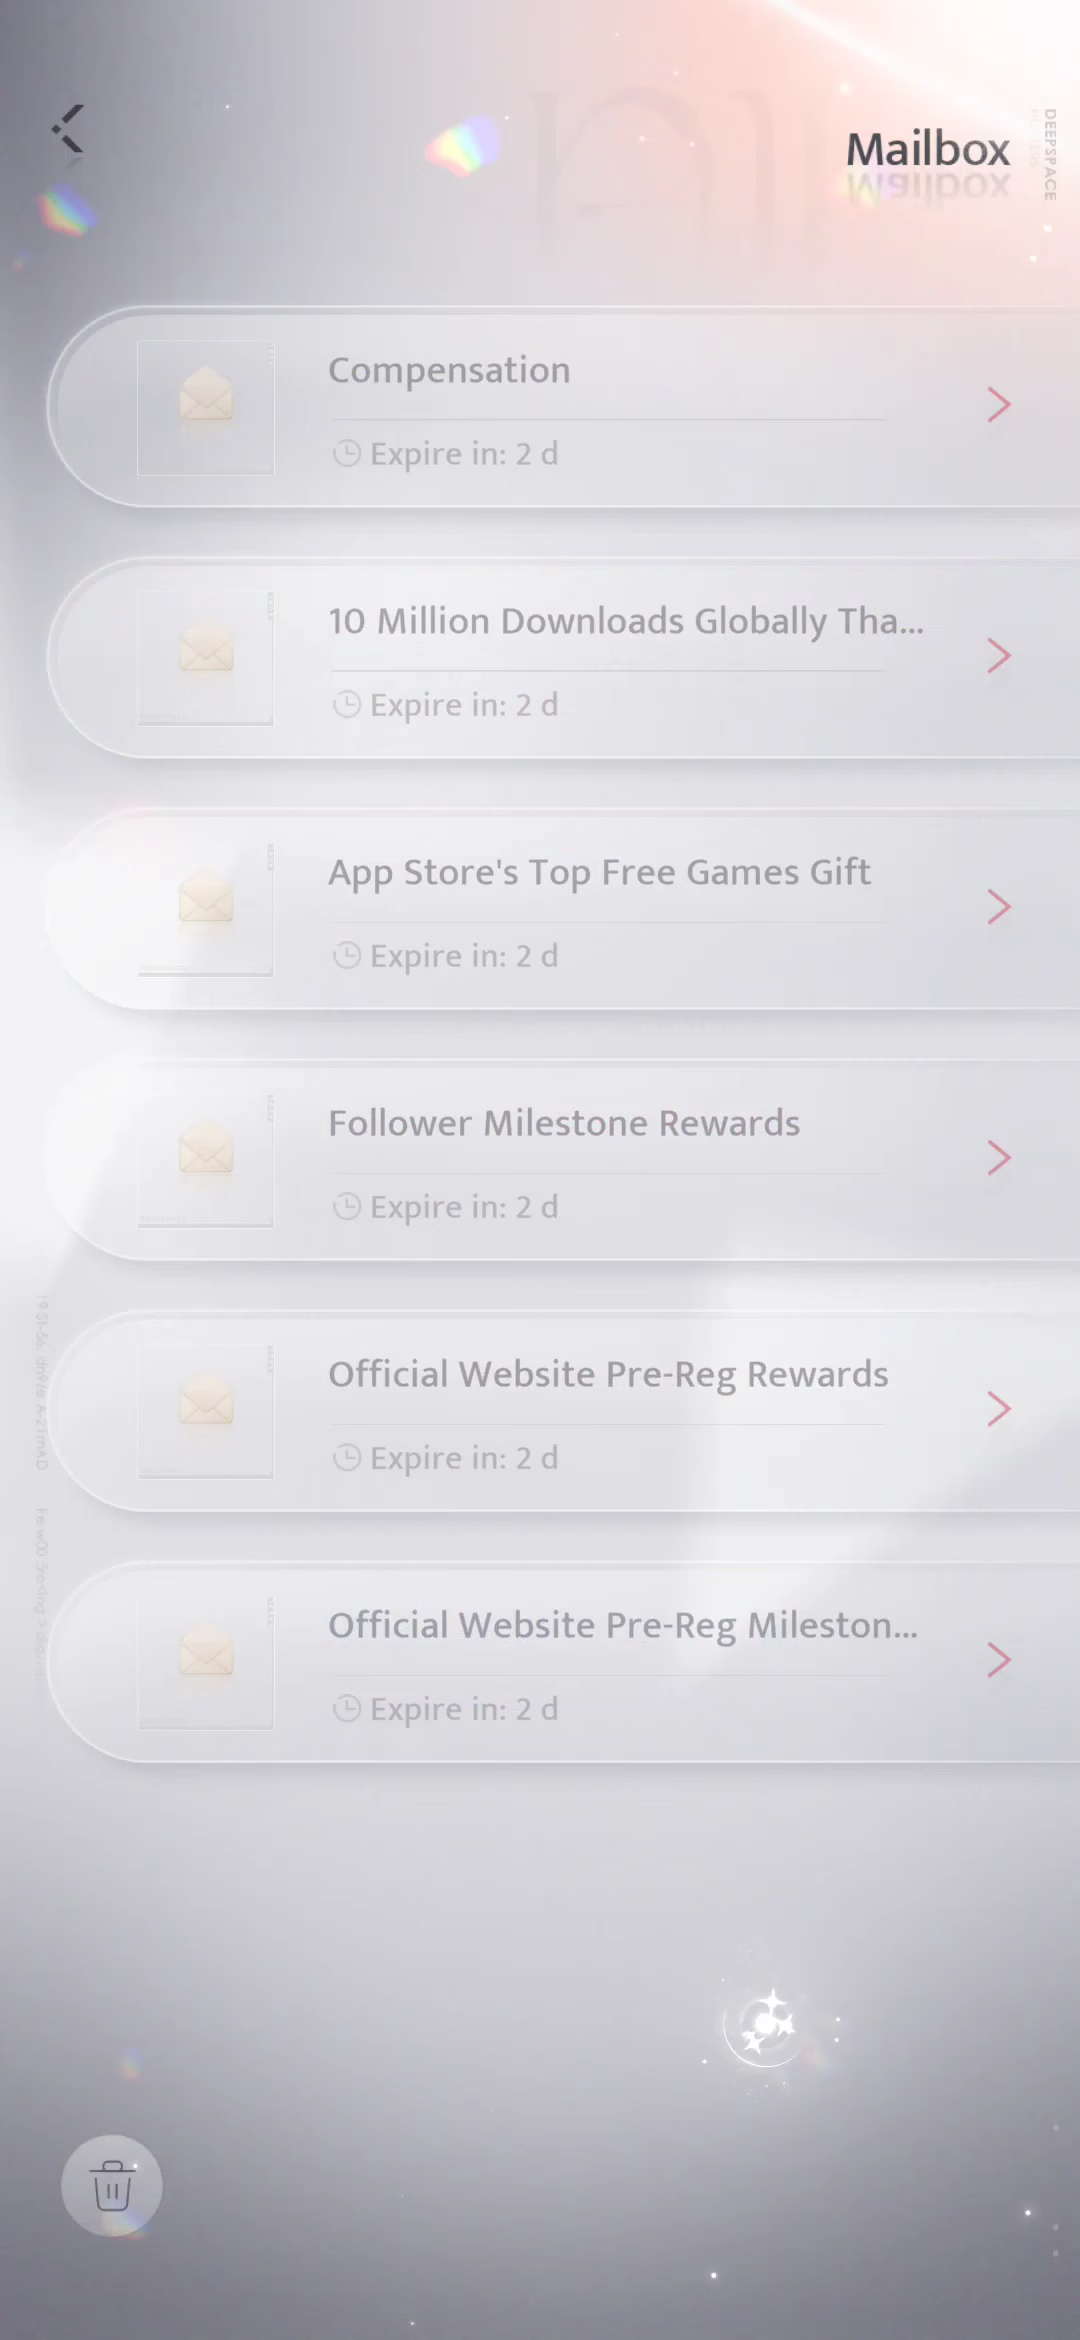 Mailbox
DEEPSPACE
Compensation
Expire in: 2 d
10 Million Downloads Globally Tha...
Expire in: 2 d
App Store's Top Free Games Gift
Expire in: 2 d
Follower Milestone Rewards
Expire in: 2 d
Official Website Pre-Reg Rewards
Expire in: 2 d
Official Website Pre-Reg Mileston...
Expire in: 2 d